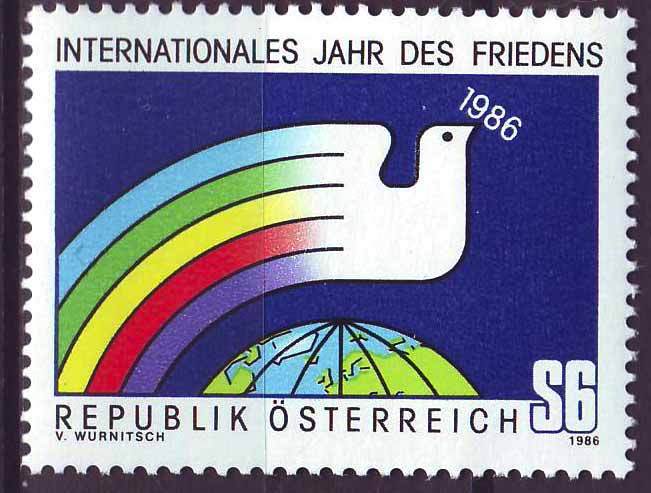 INTERNATIONALES JAHR DES FRIEDENS
1986
REPUBLIK ÖSTERREICH S6
V. WURNITSCH 1986